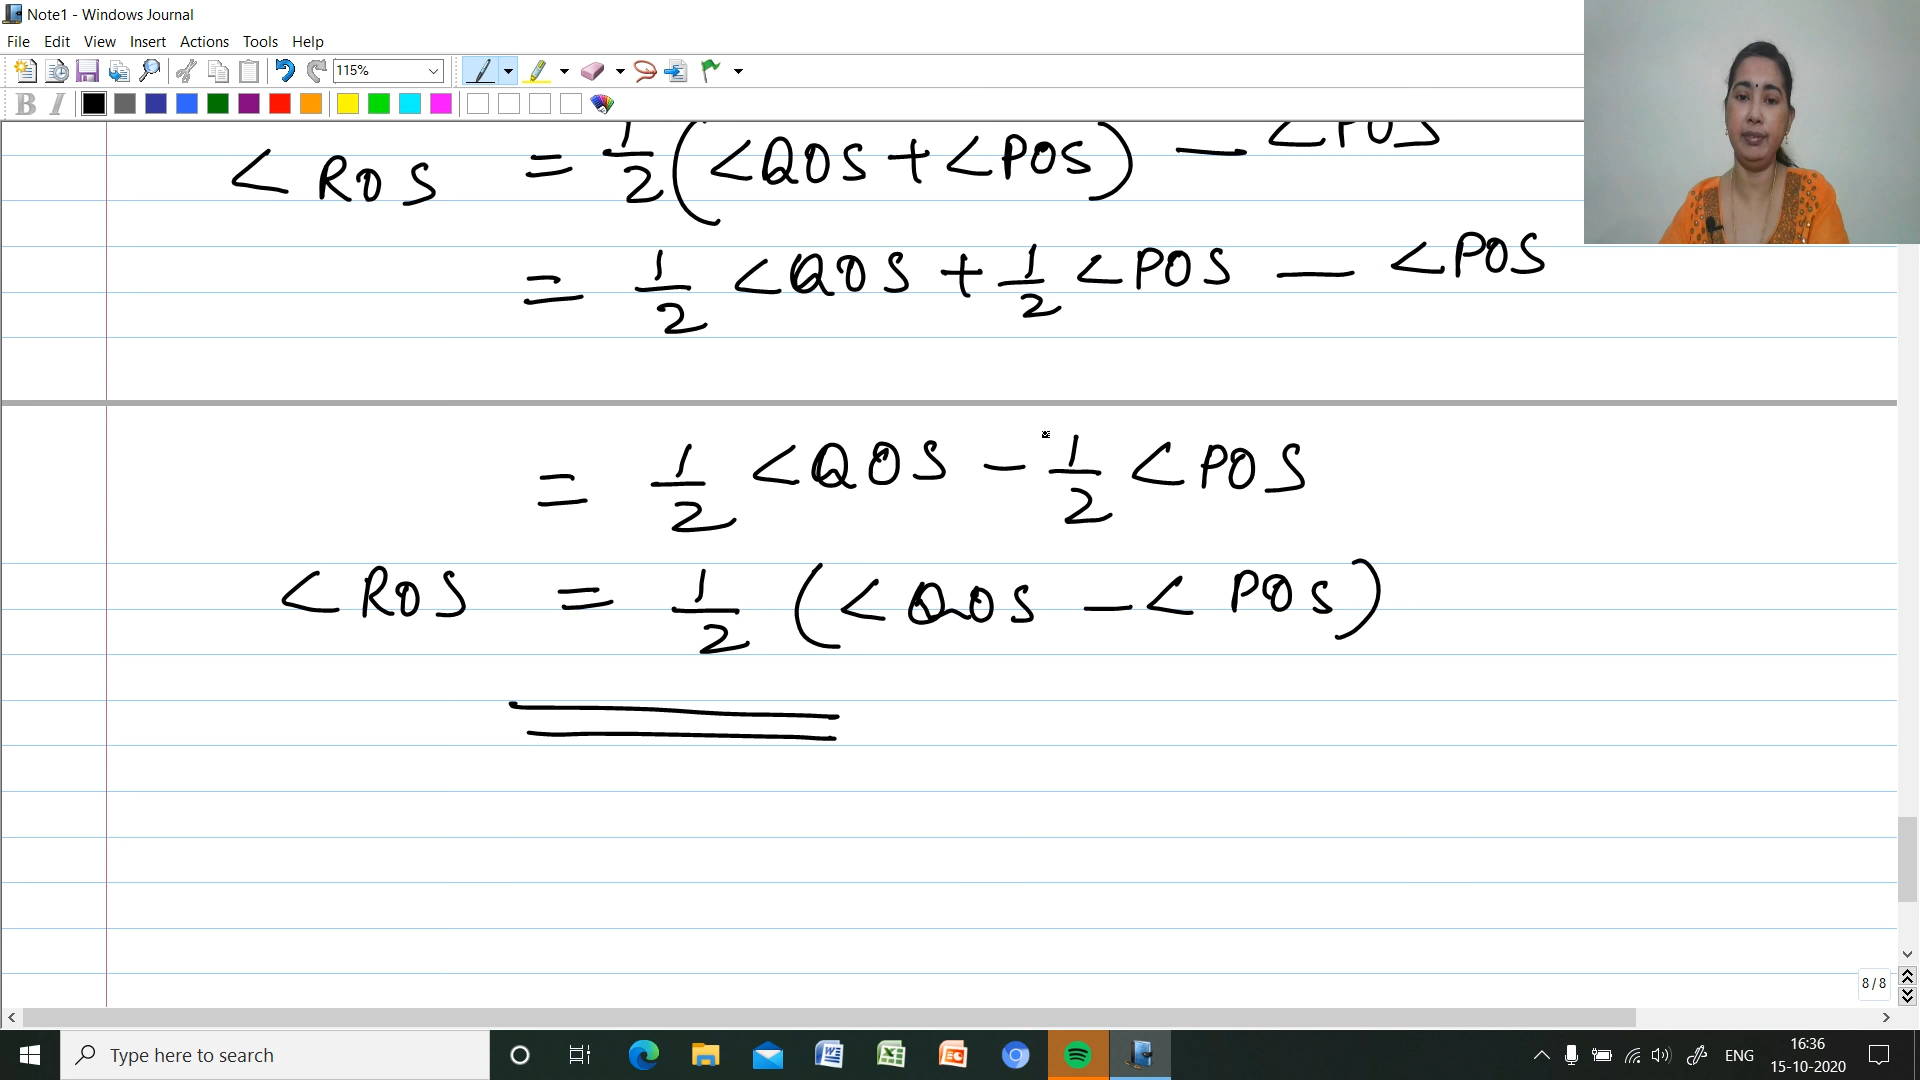 Note1 - Windows Journal
File Edit View Insert Actions Tools Help
115%
B I
<ROS = 1/2 (<QOS + <POS) — <POS
= 1/2 <QOS + 1/2 <POS — <POS
= 1/2 <QOS - 1/2 <POS
<ROS = 1/2 (<QOS - <POS)
8 / 8
Type here to search
ENG
16:36
15-10-2020